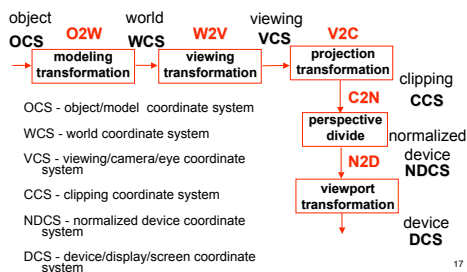 object
OCS
O2W
world
WCS
W2V
viewing
VCS
V2C
modeling
transformation
viewing
transformation
projection
transformation
clipping
CCS
C2N
perspective
divide
normalized
device
NDCS
N2D
viewport
transformation
device
DCS
OCS - object/model coordinate system
WCS - world coordinate system
VCS - viewing/camera/eye coordinate
system
CCS - clipping coordinate system
NDCS - normalized device coordinate
system
DCS - device/display/screen coordinate
system
17